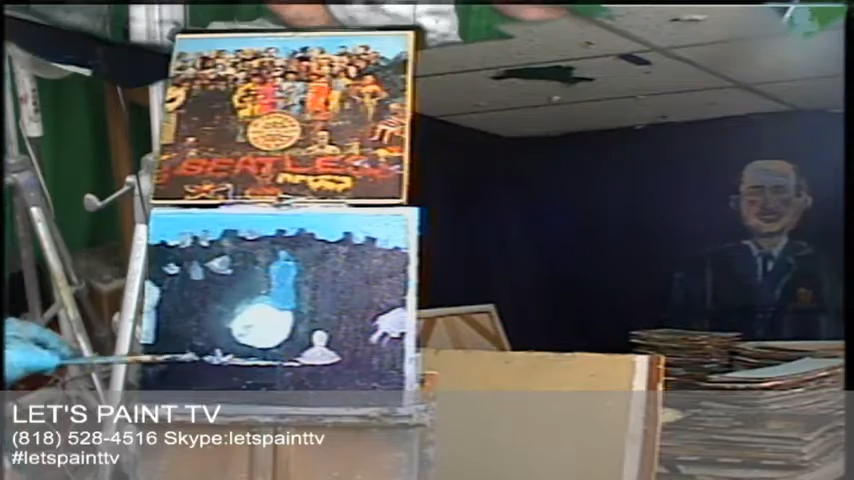 BEATLES
LET'S PAINT TV
(818) 528-4516 Skype:letspainttv
#letspainttv